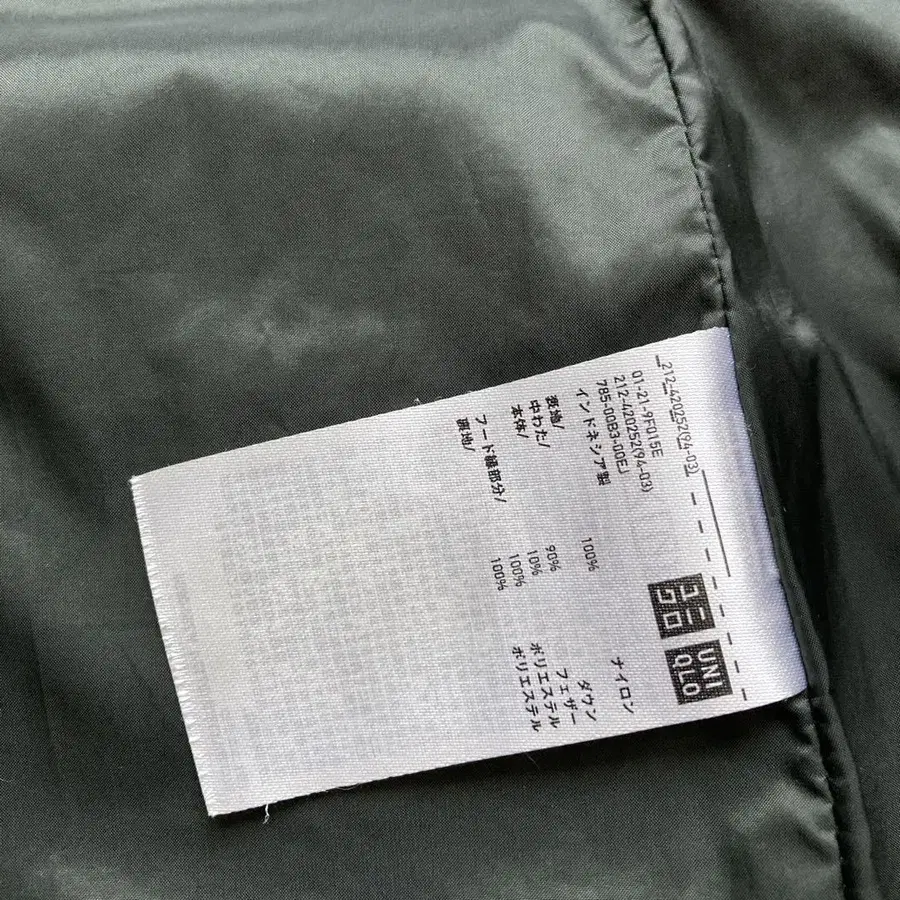 212-420252(94-03)
ユニ
クロ
UNI
QLO
01-21-9F015E
212-420252(94-03)
785-00B3-00EJ
インドネシア製
表地/ 100% ナイロン
中わた/
本体/ 90% ダウン
10% フェザー
フード縁部分/ 100% ポリエステル
裏地/ 100% ポリエステル